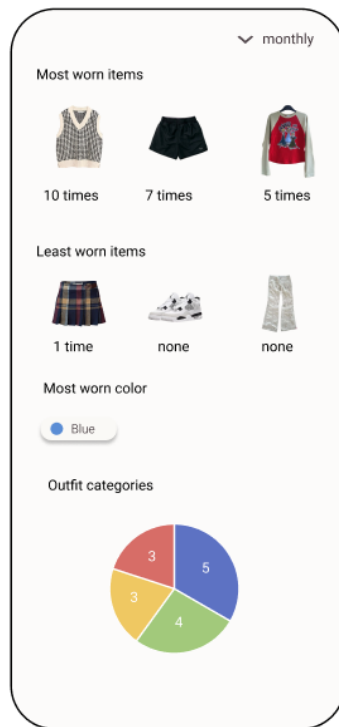 monthly
Most worn items
10 times 7 times 5 times
Least worn items
1 time none none
Most worn color
Blue
Outfit categories
3 5
3
4